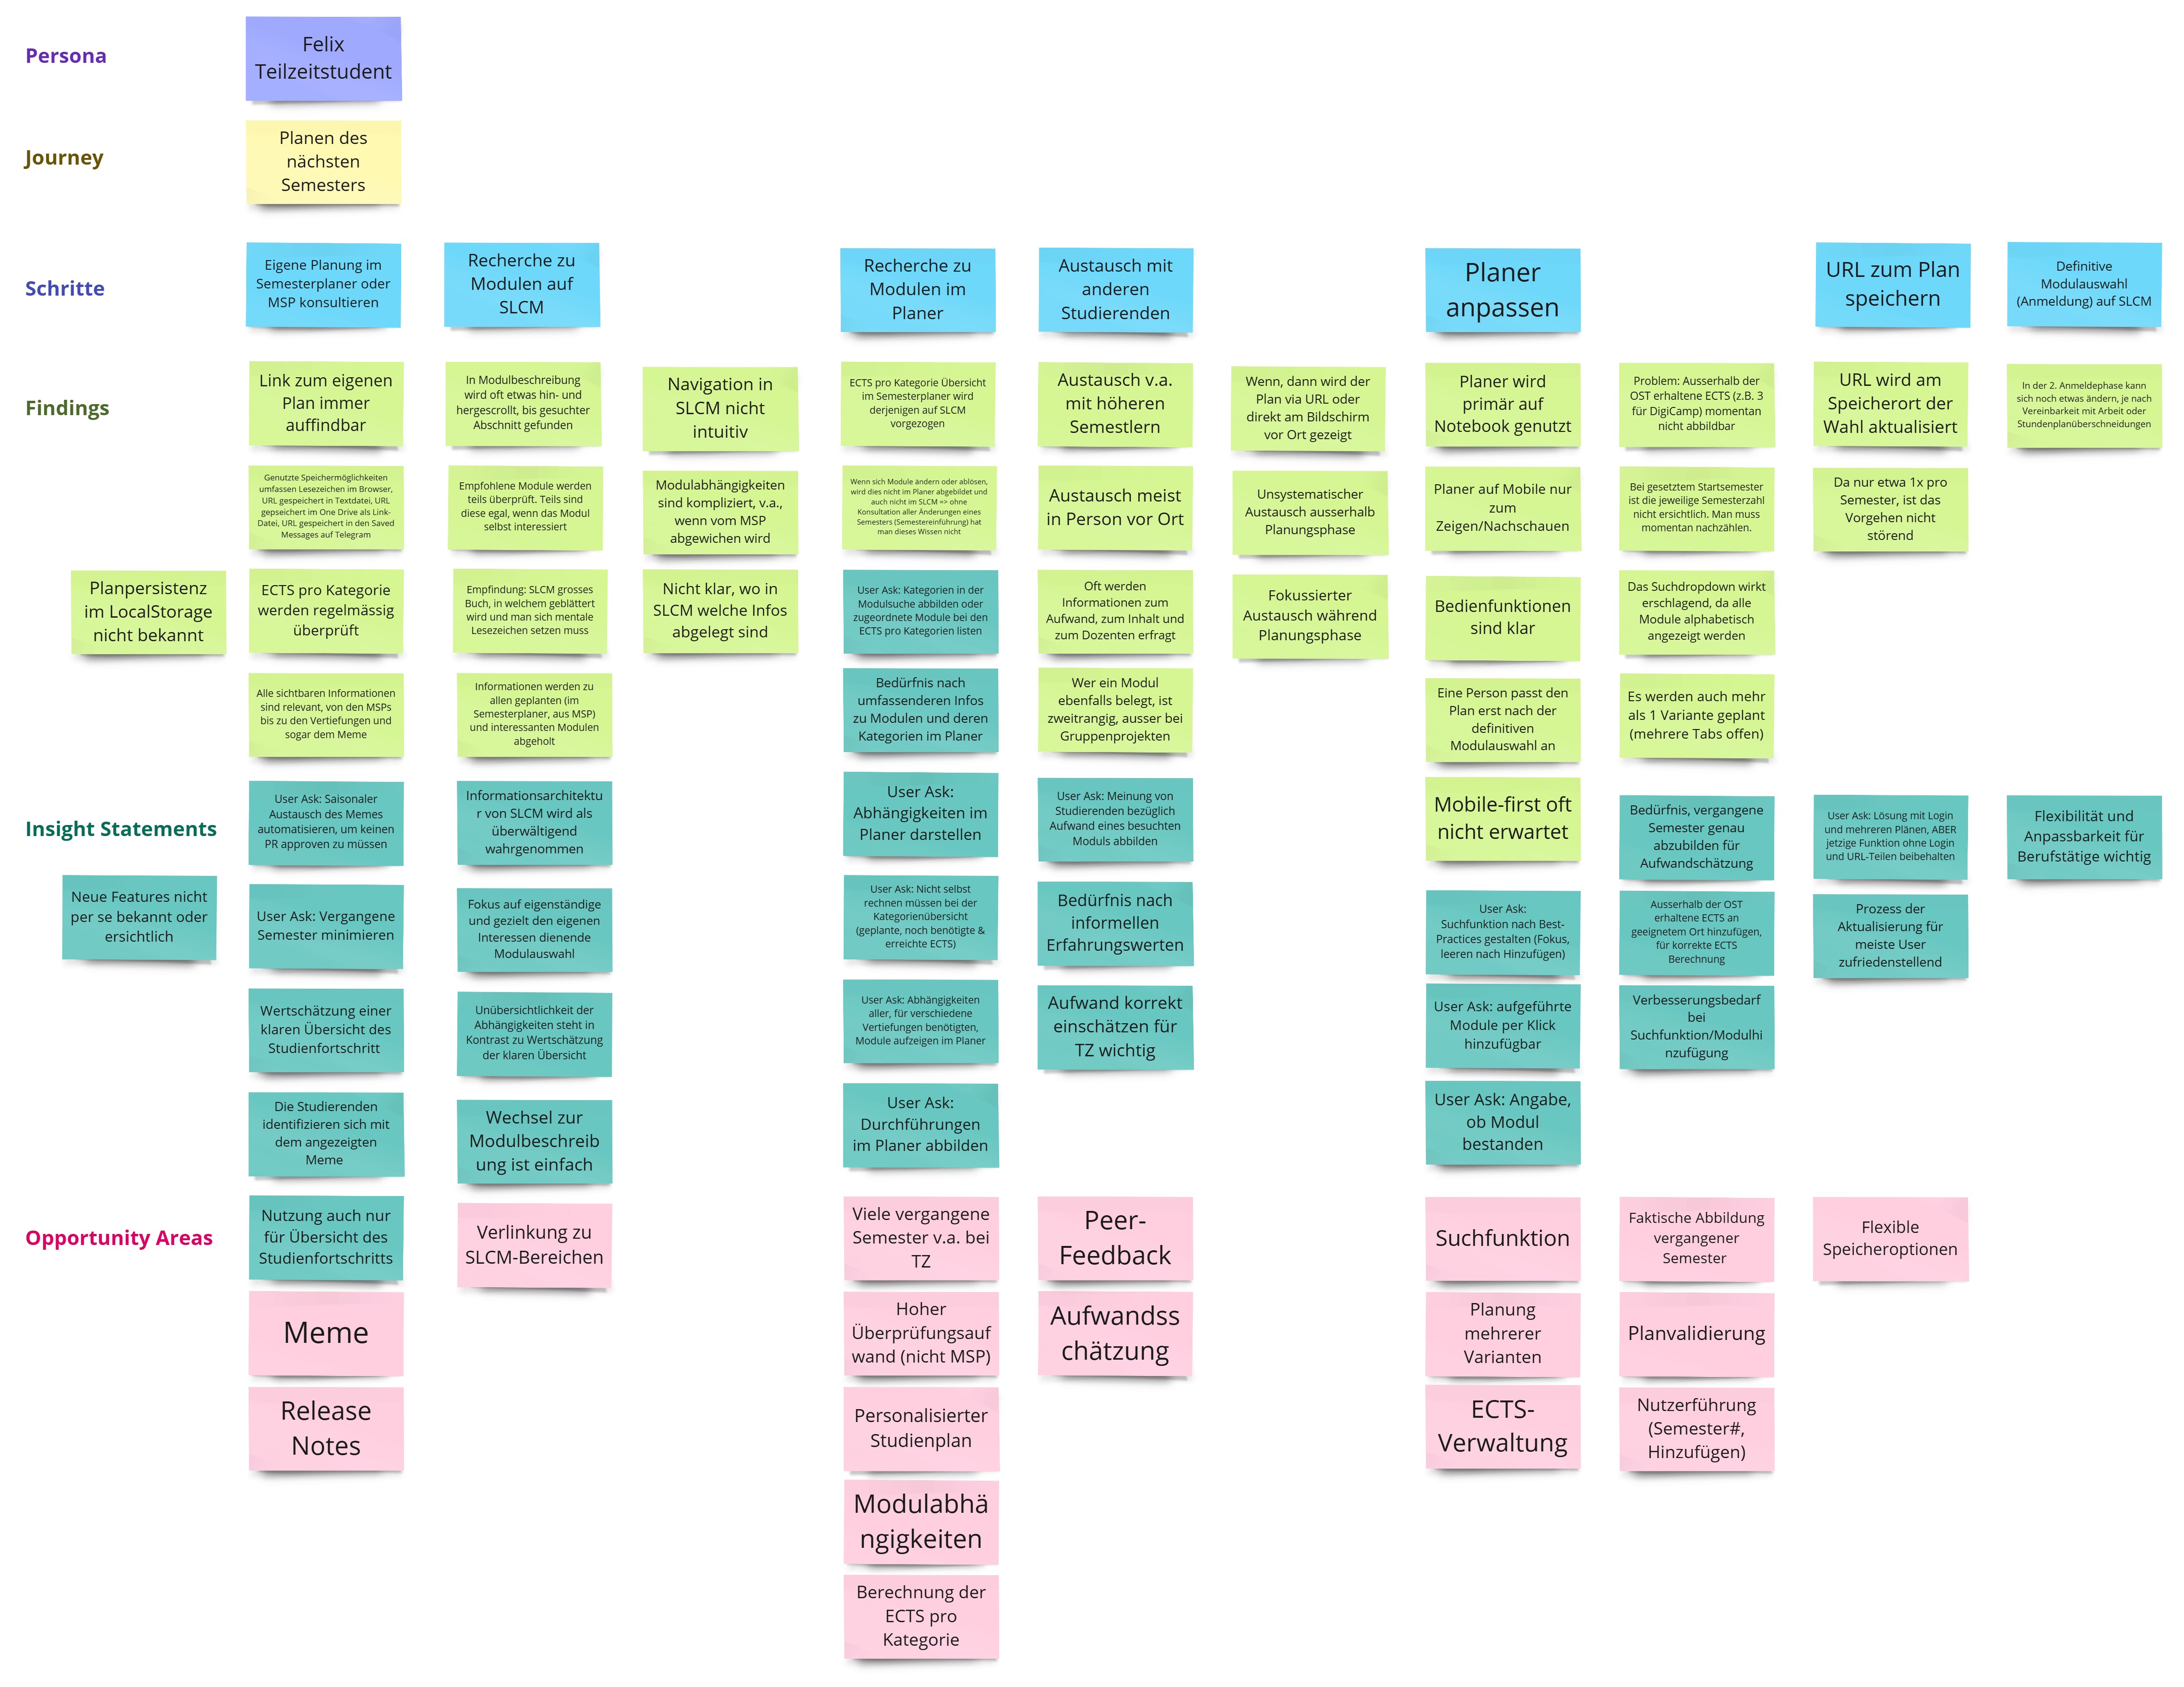 Persona
Felix
Teilzeitstudent
Journey
Planen des
nächsten
Semesters
Schritte
Eigene Planung im
Semesterplaner oder
MSP konsultieren
Recherche zu
Modulen auf
SLCM
Recherche zu
Modulen im
Planer
Austausch mit
anderen
Studierenden
Planer
anpassen
URL zum Plan
speichern
Definitive
Modulauswahl
(Anmeldung) auf SLCM
Findings
Link zum eigenen
Plan immer
auffindbar
In Modulbeschreibung
wird oft etwas hin- und
hergescrollt, bis gesuchter
Abschnitt gefunden
Navigation in
SLCM nicht
intuitiv
ECTS pro Kategorie Übersicht
im Semesterplaner wird
derjenigen auf SLCM
vorgezogen
Austausch v.a.
mit höheren
Semestlern
Wenn, dann wird der
Plan via URL oder
direkt am Bildschirm
vor Ort gezeigt
Planer wird
primär auf
Notebook genutzt
Problem: Ausserhalb der
OST erhaltene ECTS (z.B. 3
für DigiCamp) momentan
nicht abbildbar
URL wird am
Speicherort der
Wahl aktualisiert
In der 2. Anmeldephase kann
sich noch etwas ändern, je nach
Vereinbarkeit mit Arbeit oder
Stundenplanüberschneidungen
Genutzte Speichermöglichkeiten
umfassen Lesezeichen im Browser,
URL gespeichert in Textdatei, URL
gepseichert im One Drive als Link-
Datei, URL gespeichert in den Saved
Messages auf Telegram
Empfohlene Module werden
teils überprüft. Teils sind
diese egal, wenn das Modul
selbst interessiert
Modulabhängigkeiten
sind kompliziert, v.a.,
wenn vom MSP
abgewichen wird
Wenn sich Module ändern oder ablösen,
wird dies nicht im Planer abgebildet und
auch nicht im SLCM => ohne
Konsultation aller Änderungen eines
Semesters (Semestereinführung) hat
man dieses Wissen nicht
Austausch meist
in Person vor Ort
Unsystematischer
Austausch ausserhalb
Planungsphase
Planer auf Mobile nur
zum
Zeigen/Nachschauen
Bei gesetztem Startsemester
ist die jeweilige Semesterzahl
nicht ersichtlich. Man muss
momentan nachzählen.
Da nur etwa 1x pro
Semester, ist das
Vorgehen nicht
störend
Planpersistenz
im LocalStorage
nicht bekannt
ECTS pro Kategorie
werden regelmässig
überprüft
Empfindung: SLCM grosses
Buch, in welchem geblättert
wird und man sich mentale
Lesezeichen setzen muss
Nicht klar, wo in
SLCM welche Infos
abgelegt sind
User Ask: Kategorien in der
Modulsuche abbilden oder
zugeordnete Module bei den
ECTS pro Kategorien listen
Oft werden
Informationen zum
Aufwand, zum Inhalt und
zum Dozenten erfragt
Fokussierter
Austausch während
Planungsphase
Bedienfunktionen
sind klar
Das Suchdropdown wirkt
erschlagend, da alle
Module alphabetisch
angezeigt werden
Alle sichtbaren Informationen
sind relevant, von den MSPs
bis zu den Vertiefungen und
sogar dem Meme
Informationen werden zu
allen geplanten (im
Semesterplaner, aus MSP)
und interessanten Modulen
abgeholt
Bedürfnis nach
umfassenderen Infos
zu Modulen und deren
Kategorien im Planer
Wer ein Modul
ebenfalls belegt, ist
zweitrangig, ausser bei
Gruppenprojekten
Eine Person passt den
Plan erst nach der
definitiven
Modulauswahl an
Es werden auch mehr
als 1 Variante geplant
(mehrere Tabs offen)
Insight Statements
User Ask: Saisonaler
Austausch des Memes
automatisieren, um keinen
PR approven zu müssen
Informationsarchitektu
r von SLCM wird als
überwältigend
wahrgenommen
User Ask:
Abhängigkeiten im
Planer darstellen
User Ask: Meinung von
Studierenden bezüglich
Aufwand eines besuchten
Moduls abbilden
Mobile-first oft
nicht erwartet
Bedürfnis, vergangene
Semester genau
abzubilden für
Aufwandschätzung
User Ask: Lösung mit Login
und mehreren Plänen, ABER
jetzige Funktion ohne Login
und URL-Teilen beibehalten
Flexibilität und
Anpassbarkeit für
Berufstätige wichtig
Neue Features nicht
per se bekannt oder
ersichtlich
User Ask: Vergangene
Semester minimieren
Fokus auf eigenständige
und gezielt den eigenen
Interessen dienende
Modulauswahl
User Ask: Nicht selbst
rechnen müssen bei der
Kategorienübersicht
(geplante, noch benötigte &
erreichte ECTS)
Bedürfnis nach
informellen
Erfahrungswerten
User Ask:
Suchfunktion nach Best-
Practices gestalten (Fokus,
leeren nach Hinzufügen)
Ausserhalb der OST
erhaltene ECTS an
geeignetem Ort hinzufügen,
für korrekte ECTS
Berechnung
Prozess der
Aktualisierung für
meiste User
zufriedenstellend
Wertschätzung einer
klaren Übersicht des
Studienfortschritt
Unübersichtlichkeit der
Abhängigkeiten steht in
Kontrast zu Wertschätzung
der klaren Übersicht
User Ask: Abhängigkeiten
aller, für verschiedene
Vertiefungen benötigten,
Module aufzeigen im Planer
Aufwand korrekt
einschätzen für
TZ wichtig
User Ask: aufgeführte
Module per Klick
hinzufügbar
Verbesserungsbedarf
bei
Suchfunktion/Modulhi
nzufügung
Die Studierenden
identifizieren sich mit
dem angezeigten
Meme
Wechsel zur
Modulbeschreib
ung ist einfach
User Ask:
Durchführungen
im Planer abbilden
User Ask: Angabe,
ob Modul
bestanden
Opportunity Areas
Nutzung auch nur
für Übersicht des
Studienfortschritts
Verlinkung zu
SLCM-Bereichen
Viele vergangene
Semester v.a. bei
TZ
Peer-
Feedback
Suchfunktion
Faktische Abbildung
vergangener
Semester
Flexible
Speicheroptionen
Meme
Hoher
Überprüfungsauf
wand (nicht MSP)
Aufwandss
chätzung
Planung
mehrerer
Varianten
Planvalidierung
Release
Notes
Personalisierter
Studienplan
ECTS-
Verwaltung
Nutzerführung
(Semester#,
Hinzufügen)
Modulabhä
ngigkeiten
Berechnung der
ECTS pro
Kategorie